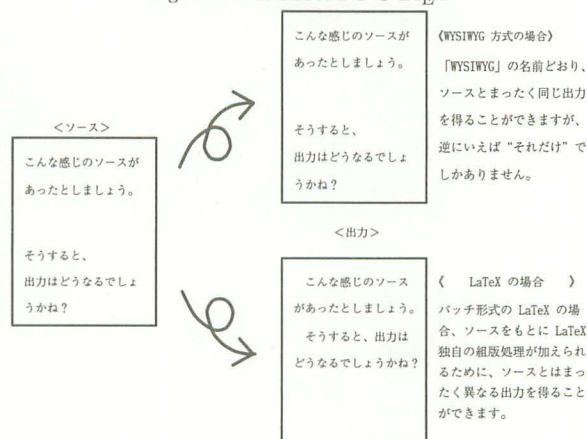 ＜ソース＞
こんな感じのソースが
あったとしましょう。
そうすると、
出力はどうなるでしょ
うかね？
こんな感じのソースが
あったとしましょう。
そうすると、
出力はどうなるでしょ
うかね？
《WYSIWYG 方式の場合》
「WYSIWYG」の名前どおり、
ソースとまったく同じ出力
を得ることができますが、
逆にいえば“それだけ”で
しかありません。
＜出力＞
こんな感じのソース
があったとしましょう。
そうすると、出力は
どうなるでしょうかね？
《 LaTeX の場合 》
バッチ形式の LaTeX の場
合、ソースをもとに LaTeX
独自の組版処理が加えられ
るために、ソースとはまっ
たく異なる出力を得ること
ができます。